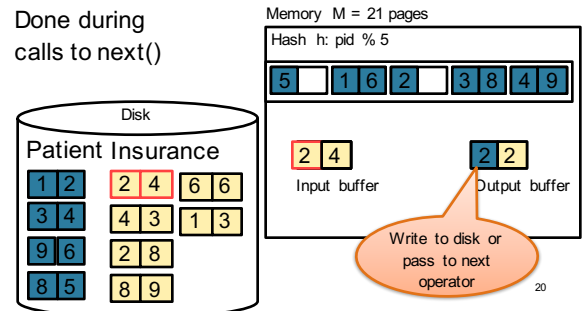 Done during
calls to next()
Memory M = 21 pages
Hash h: pid % 5
5 1 6 2 3 8 4 9
Disk
Patient Insurance
1 2 2 4 6 6
3 4 4 3 1 3
9 6 2 8
8 5 8 9
2 4
Input buffer
2 2
Output buffer
Write to disk or
pass to next
operator
20